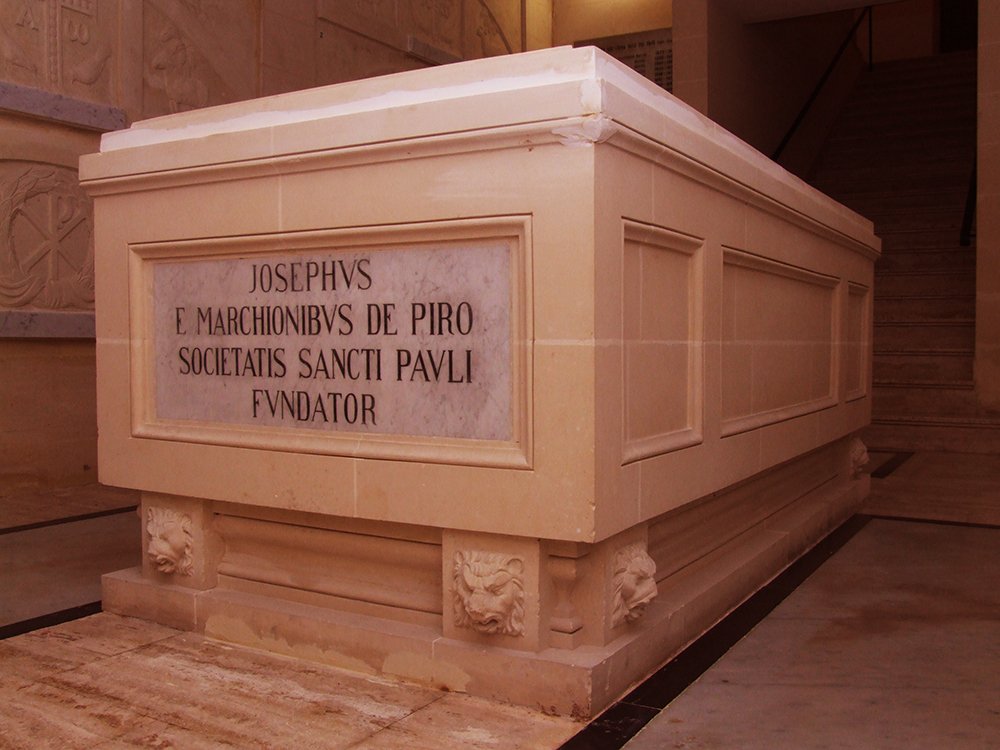 JOSEPHVS
E MARCHIONIBVS DE PIRO
SOCIETATIS SANCTI PAVLI
FVNDATOR